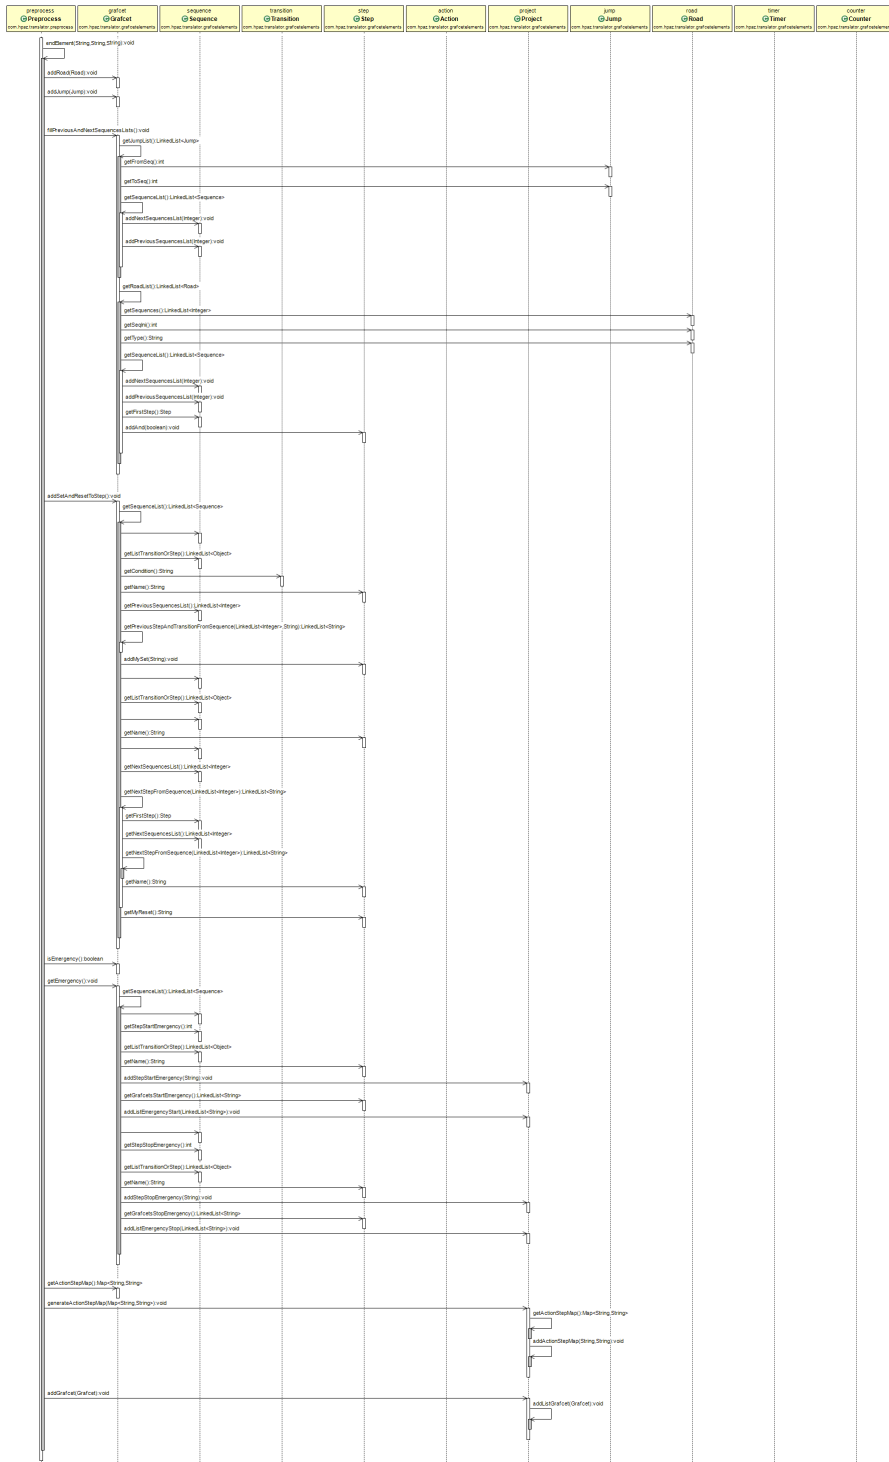 preprocess
Preprocess
com.hpaz.translator.preprocess
grafcet
Grafcet
com.hpaz.translator.grafcetelements
sequence
Sequence
com.hpaz.translator.grafcetelements
transition
Transition
com.hpaz.translator.grafcetelements
step
Step
com.hpaz.translator.grafcetelements
action
Action
com.hpaz.translator.grafcetelements
project
Project
com.hpaz.translator.grafcetelements
jump
Jump
com.hpaz.translator.grafcetelements
road
Road
com.hpaz.translator.grafcetelements
timer
Timer
com.hpaz.translator.grafcetelements
counter
Counter
com.hpaz.translator.grafcetelements
endElement(String,String,String):void
addRoad(Road):void
addJump(Jump):void
fillPreviousAndNextSequencesLists():void
getJumpList():LinkedList<Jump>
getFromSeq():int
getToSeq():int
getSequenceList():LinkedList<Sequence>
addNextSequencesList(Integer):void
addPreviousSequencesList(Integer):void
getRoadList():LinkedList<Road>
getSequences():LinkedList<Integer>
getSeqIni():int
getType():String
getSequenceList():LinkedList<Sequence>
addNextSequencesList(Integer):void
addPreviousSequencesList(Integer):void
getFirstStep():Step
addAnd(boolean):void
addSetAndResetToStep():void
getSequenceList():LinkedList<Sequence>
getListTransitionOrStep():LinkedList<Object>
getCondition():String
getName():String
getPreviousSequencesList():LinkedList<Integer>
getPreviousStepAndTransitionFromSequence(LinkedList<Integer>,String):LinkedList<String>
addMySet(String):void
getListTransitionOrStep():LinkedList<Object>
getName():String
getNextSequencesList():LinkedList<Integer>
getNextStepFromSequence(LinkedList<Integer>):LinkedList<String>
getFirstStep():Step
getNextSequencesList():LinkedList<Integer>
getNextStepFromSequence(LinkedList<Integer>):LinkedList<String>
getName():String
getMyReset():String
isEmergency():boolean
getEmergency():void
getSequenceList():LinkedList<Sequence>
getStepStartEmergency():int
getListTransitionOrStep():LinkedList<Object>
getName():String
addStepStartEmergency(String):void
getGrafcetsStartEmergency():LinkedList<String>
addListEmergencyStart(LinkedList<String>):void
getStepStopEmergency():int
getListTransitionOrStep():LinkedList<Object>
getName():String
addStepStopEmergency(String):void
getGrafcetsStopEmergency():LinkedList<String>
addListEmergencyStop(LinkedList<String>):void
getActionStepMap():Map<String,String>
generateActionStepMap(Map<String,String>):void
getActionStepMap():Map<String,String>
addActionStepMap(String,String):void
addGrafcet(Grafcet):void
addListGrafcet(Grafcet):void